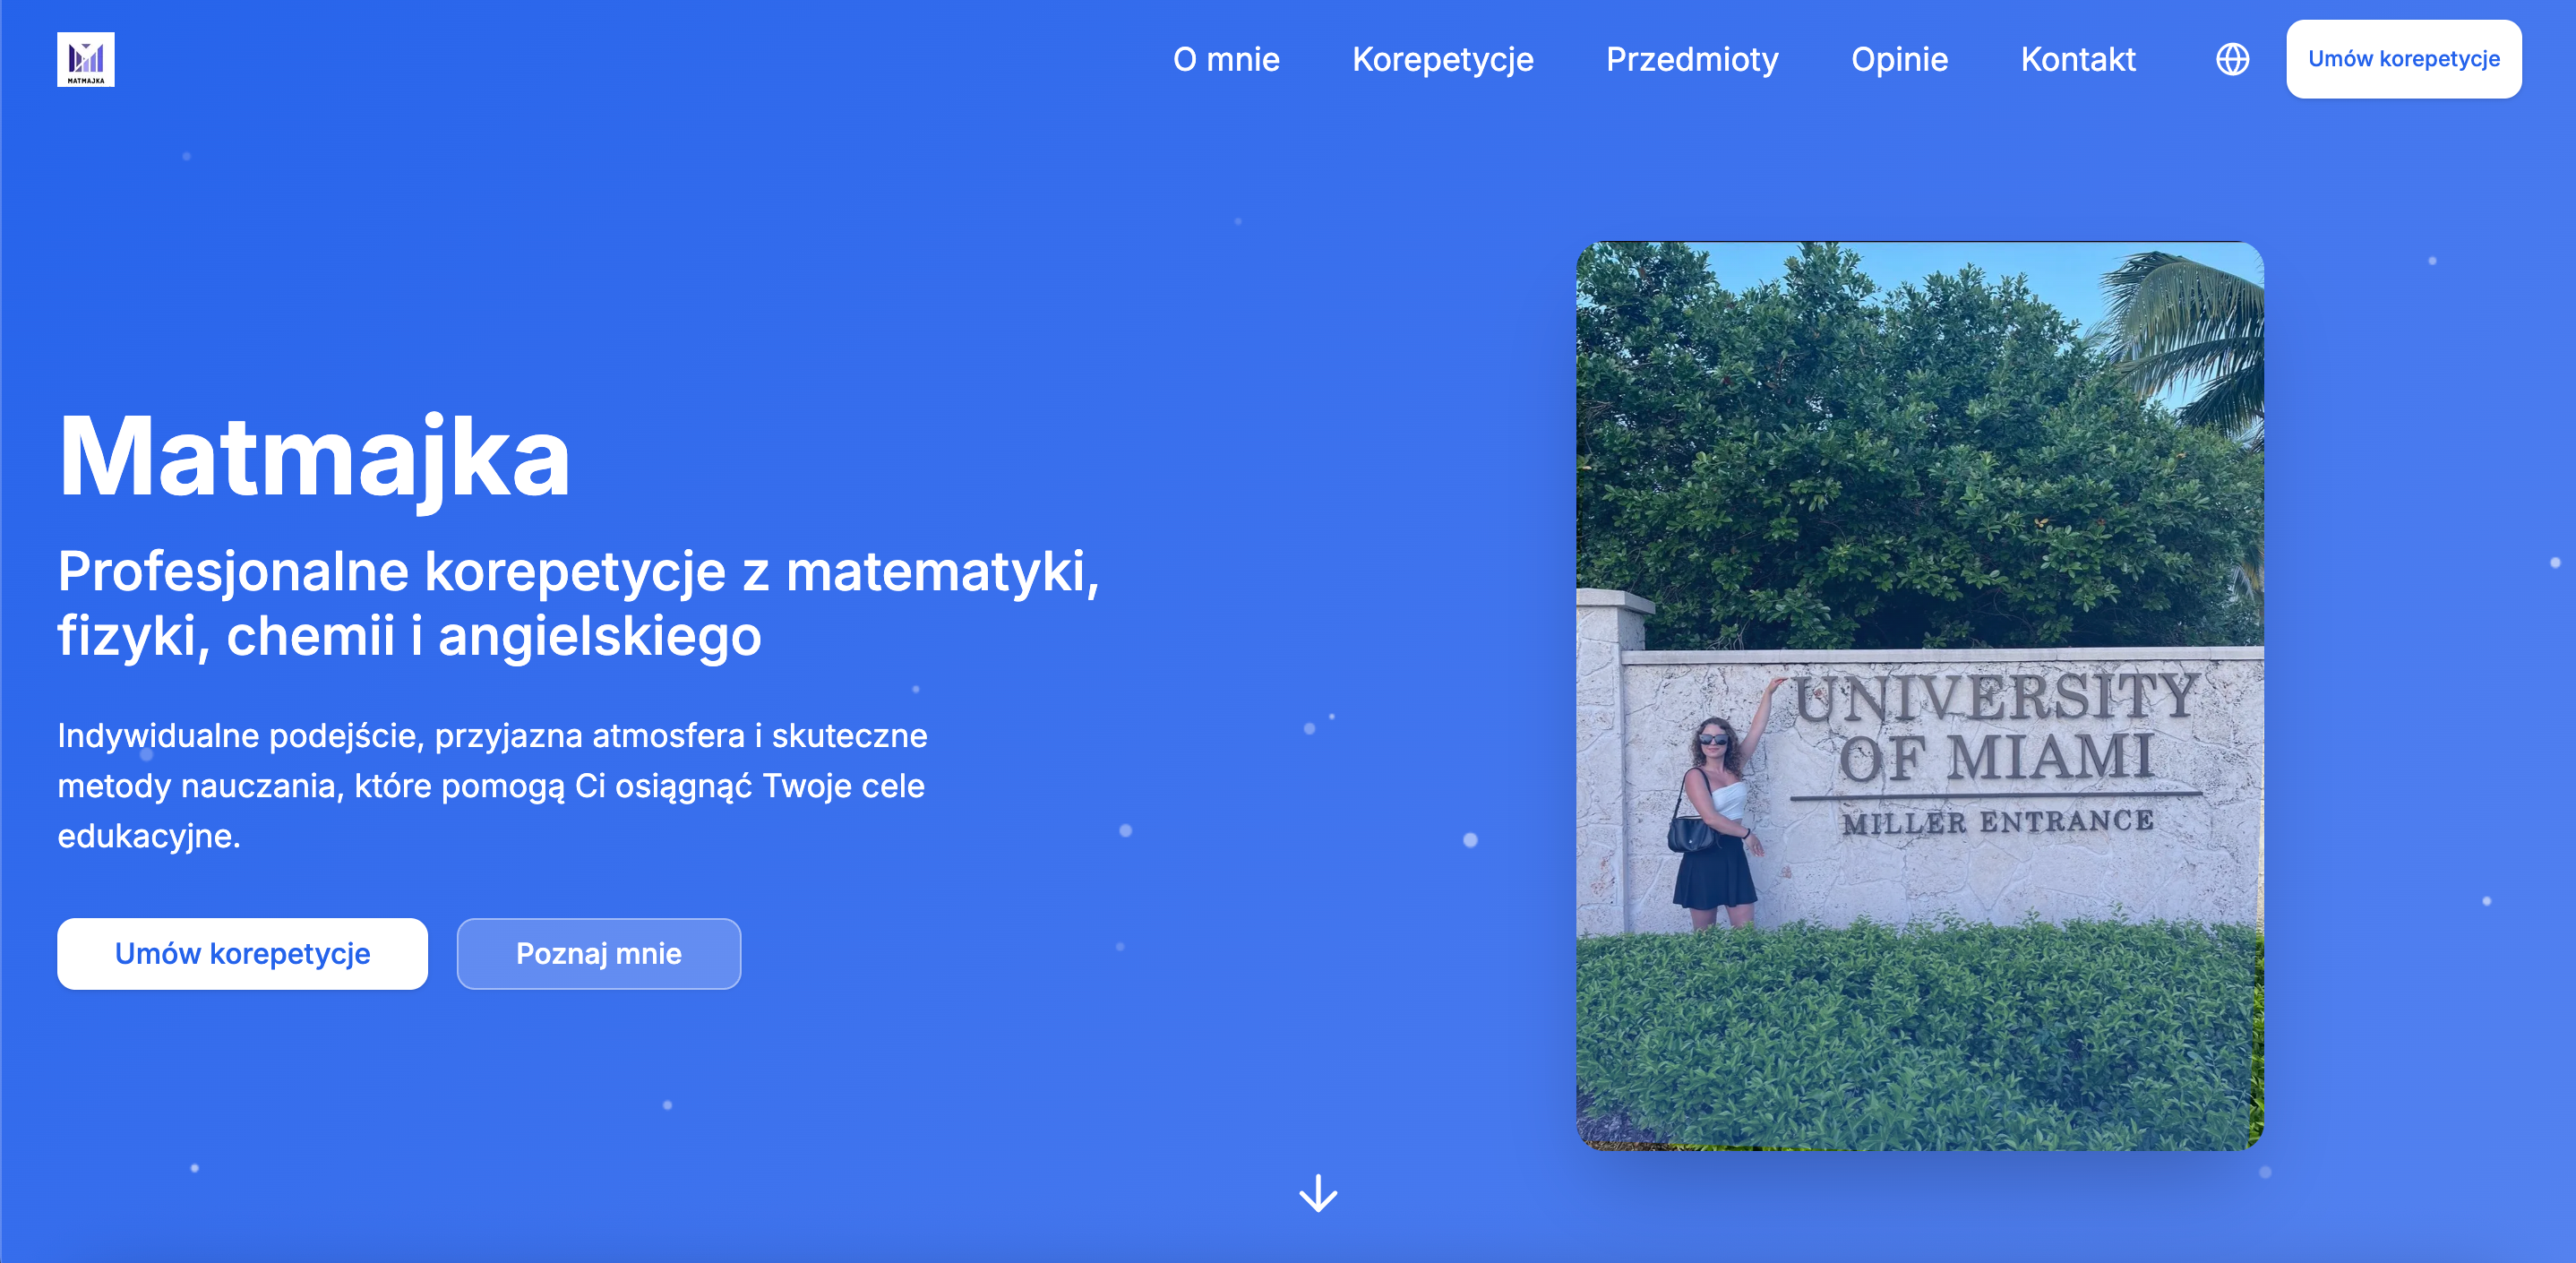 MATMAJKA
O mnie
Korepetycje
Przedmioty
Opinie
Kontakt
Umów korepetycje
Matmajka
Profesjonalne korepetycje z matematyki,
fizyki, chemii i angielskiego
Indywidualne podejście, przyjazna atmosfera i skuteczne
metody nauczania, które pomogą Ci osiągnąć Twoje cele
edukacyjne.
Umów korepetycje
Poznaj mnie
UNIVERSITY
OF MIAMI
MILLER ENTRANCE